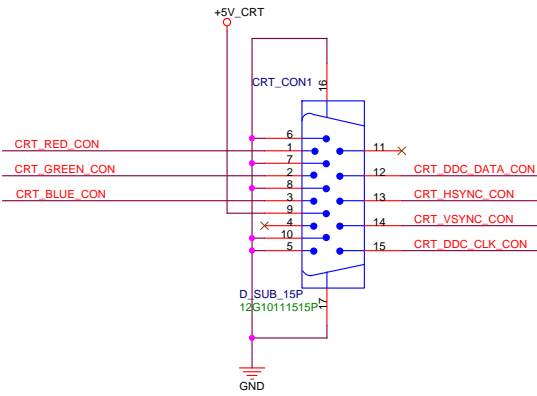 +5V_CRT
CRT_CON1
16
6
CRT_RED_CON
1
11
7
CRT_GREEN_CON
2
12
CRT_DDC_DATA_CON
8
CRT_BLUE_CON
3
13
CRT_HSYNC_CON
9
4
14
CRT_VSYNC_CON
10
5
15
CRT_DDC_CLK_CON
D_SUB_15P
17
12G10111515P
GND